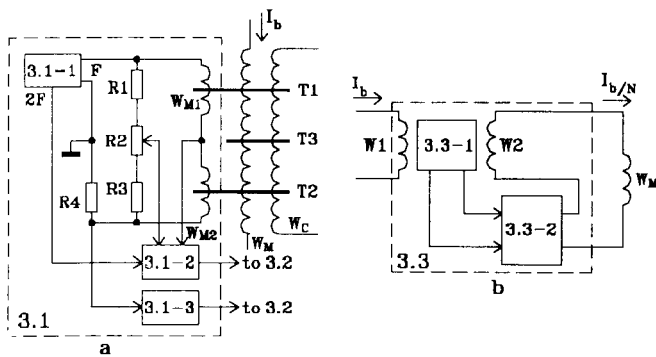 I_b
3.1-1
F
2F
R1
R2
R3
R4
W_M1
W_M2
T1
T3
T2
W_C
W_M
3.1-2
to 3.2
3.1-3
to 3.2
3.1
a
I_b
I_b/N
W1
3.3-1
W2
W_M
3.3-2
3.3
b